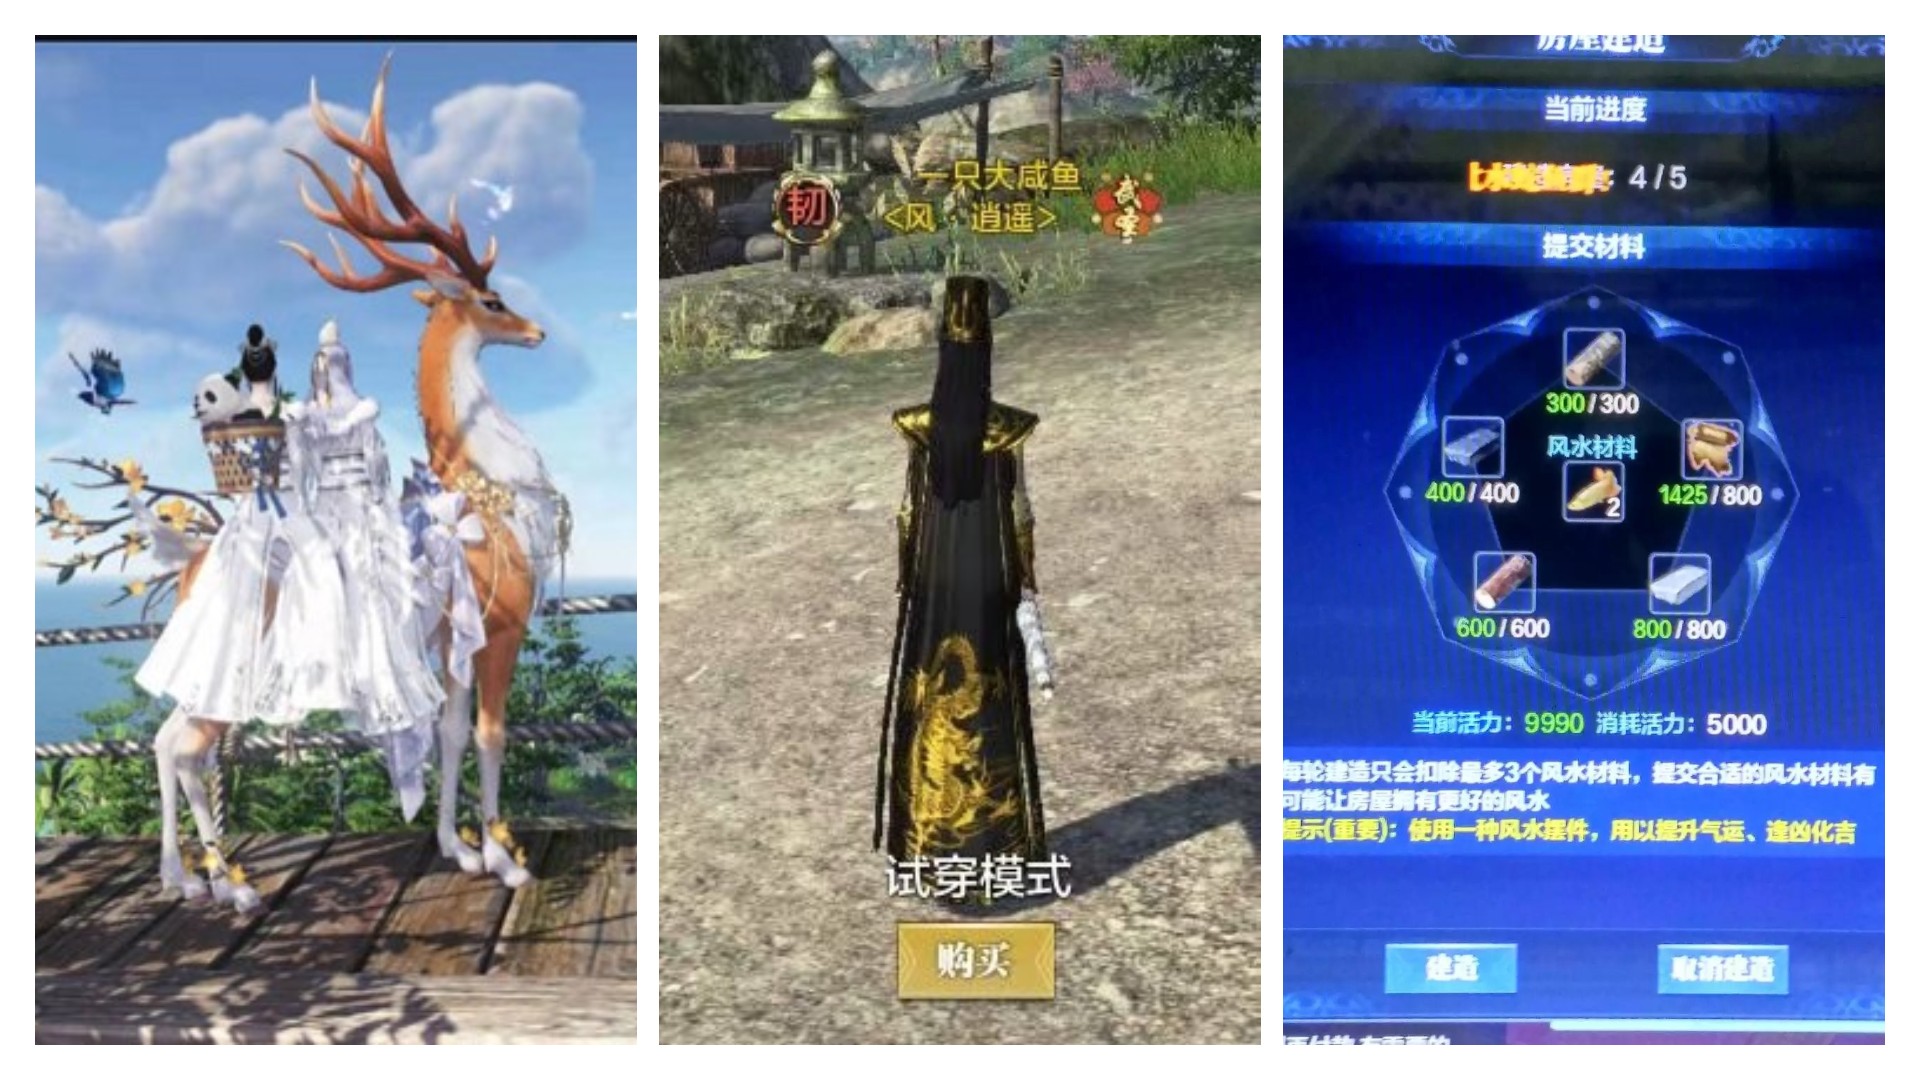 一只大咸鱼
韧
<风·逍遥>
武圣
试穿模式
购买
房屋建造
当前进度
4/5
提交材料
300/300
风水材料
400/400
1425/800
2
600/600
800/800
当前活力：9990 消耗活力：5000
每轮建造只会扣除最多3个风水材料，提交合适的风水材料有
可能让房屋拥有更好的风水
提示(重要)：使用一种风水摆件，用以提升气运、逢凶化吉
建造
取消建造